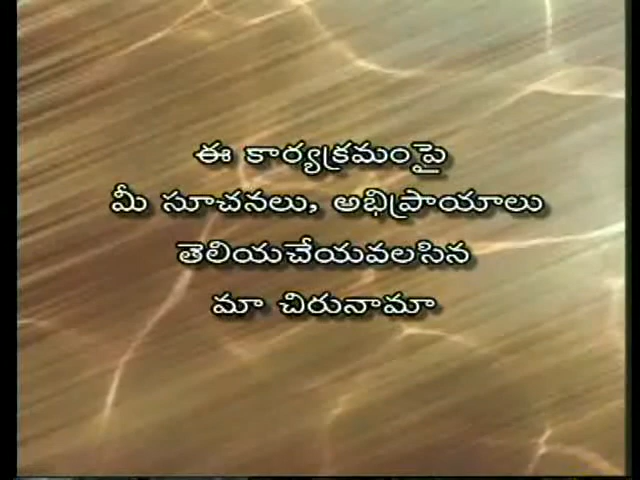 ఈ కార్యక్రమంపై
మీ సూచనలు, అభిప్రాయాలు
తెలియచేయవలసిన
మా చిరునామా